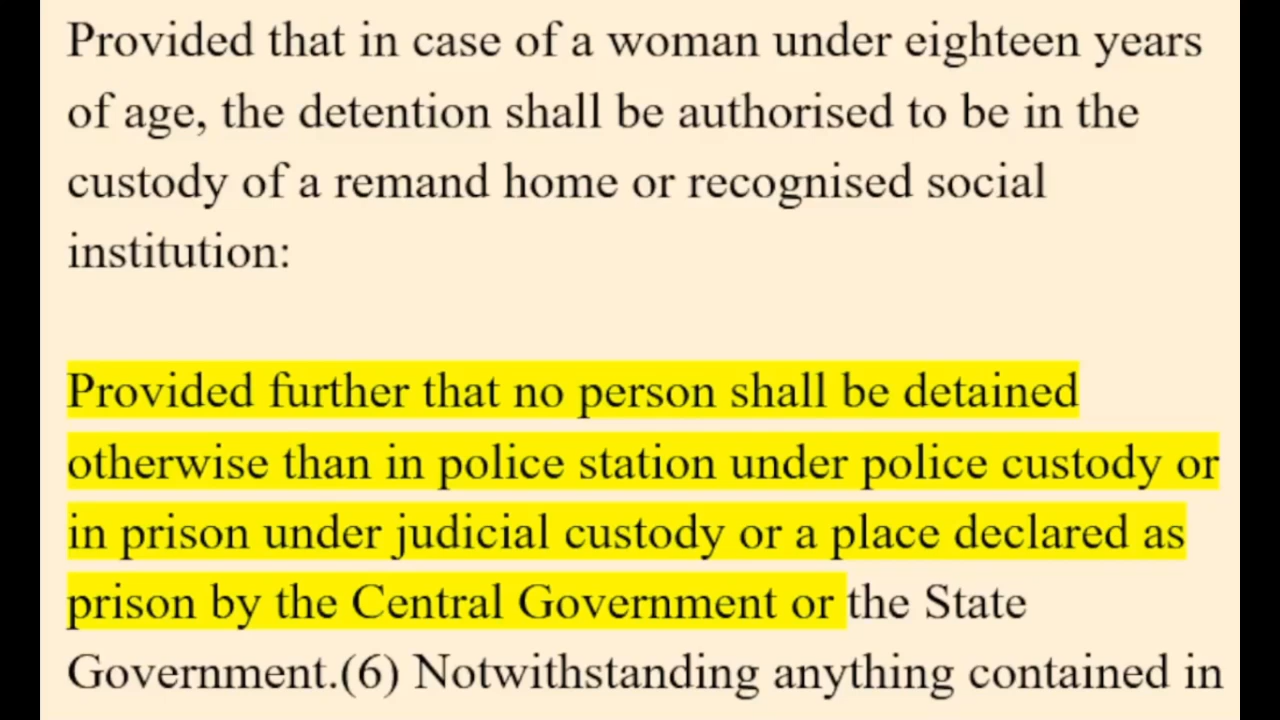 Provided that in case of a woman under eighteen years
of age, the detention shall be authorised to be in the
custody of a remand home or recognised social
institution:
Provided further that no person shall be detained
otherwise than in police station under police custody or
in prison under judicial custody or a place declared as
prison by the Central Government or the State
Government.(6) Notwithstanding anything contained in